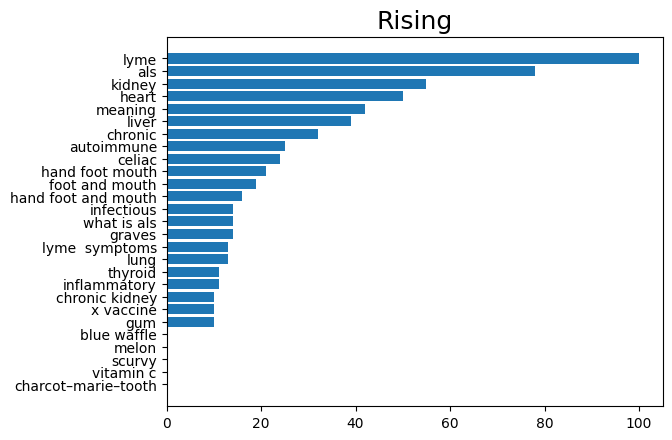 Rising
lyme
als
kidney
heart
meaning
liver
chronic
autoimmune
celiac
hand foot mouth
foot and mouth
hand foot and mouth
infectious
what is als
graves
lyme  symptoms
lung
thyroid
inflammatory
chronic kidney
x vaccine
gum
blue waffle
melon
scurvy
vitamin c
charcot–marie–tooth
0 20 40 60 80 100